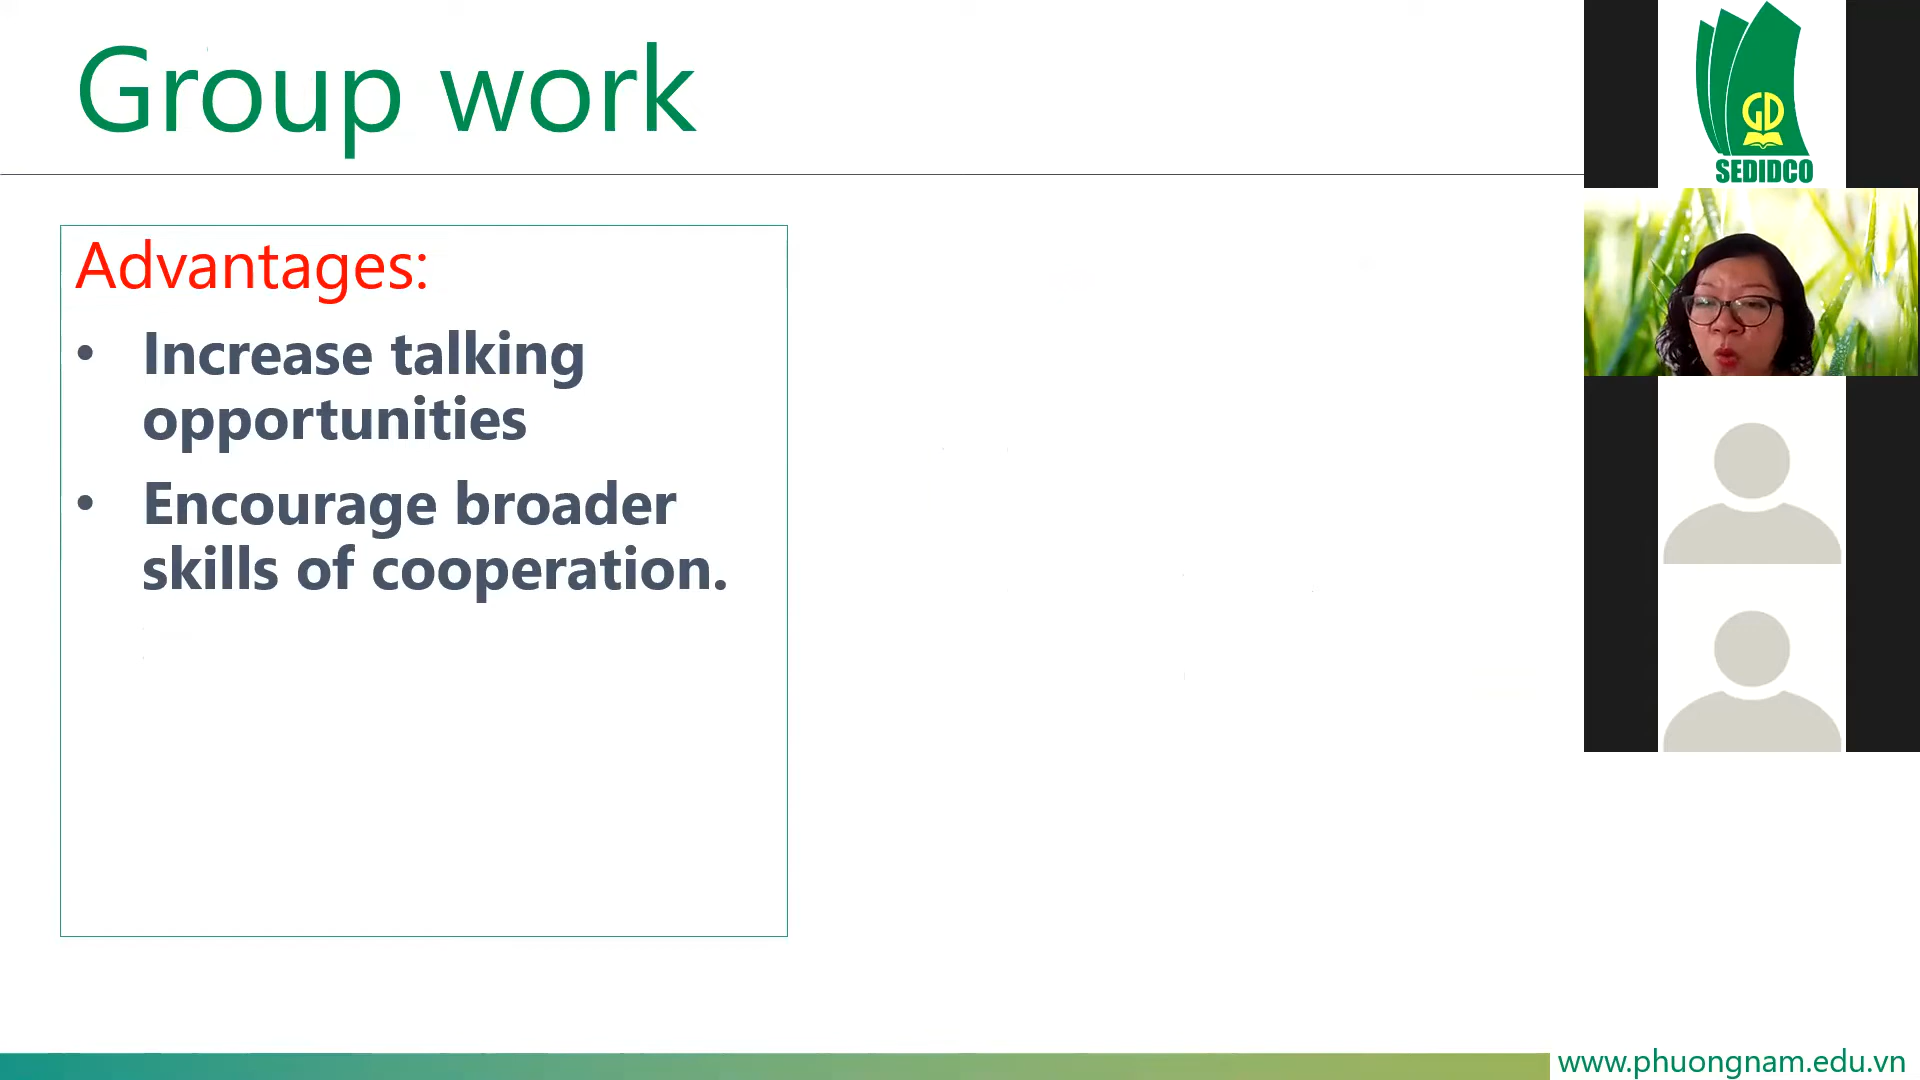 Group work
Advantages:
• Increase talking
opportunities
• Encourage broader
skills of cooperation.
GD
SEDIDCO
www.phuongnam.edu.vn